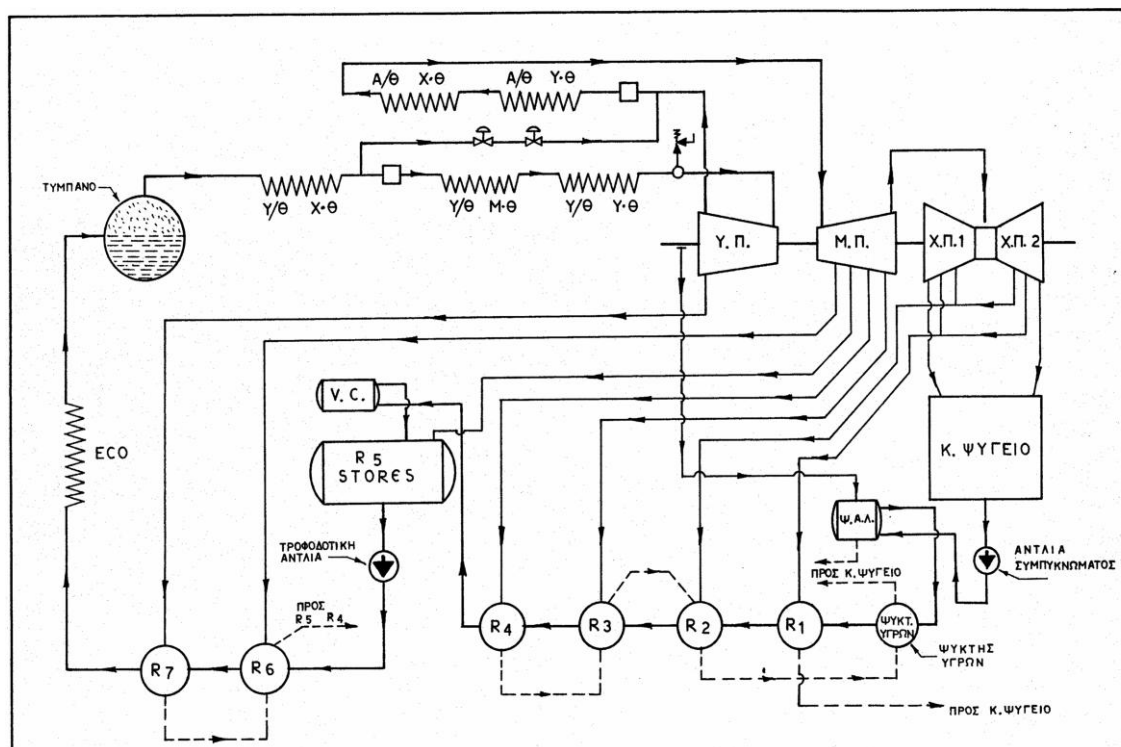 Α/Θ Χ·Θ
Α/Θ Υ·Θ
ΤΥΜΠΑΝΟ
Υ/Θ Χ·Θ
Υ/Θ Μ·Θ
Υ/Θ Υ·Θ
Υ.Π.
Μ.Π.
Χ.Π.1
Χ.Π.2
V.C.
R5
STORES
ECO
Κ. ΨΥΓΕΙΟ
Ψ.Α.Λ.
ΤΡΟΦΟΔΟΤΙΚΗ
ΑΝΤΛΙΑ
ΑΝΤΛΙΑ
ΣΥΜΠΥΚΝΩΜΑΤΟΣ
ΠΡΟΣ Κ.ΨΥΓΕΙΟ
ΠΡΟΣ
R5 R4
R7
R6
R4
R3
R2
R1
ΨΥΚΤ.
ΥΓΡΩΝ
ΨΥΚΤΗΣ
ΥΓΡΩΝ
ΠΡΟΣ Κ.ΨΥΓΕΙΟ